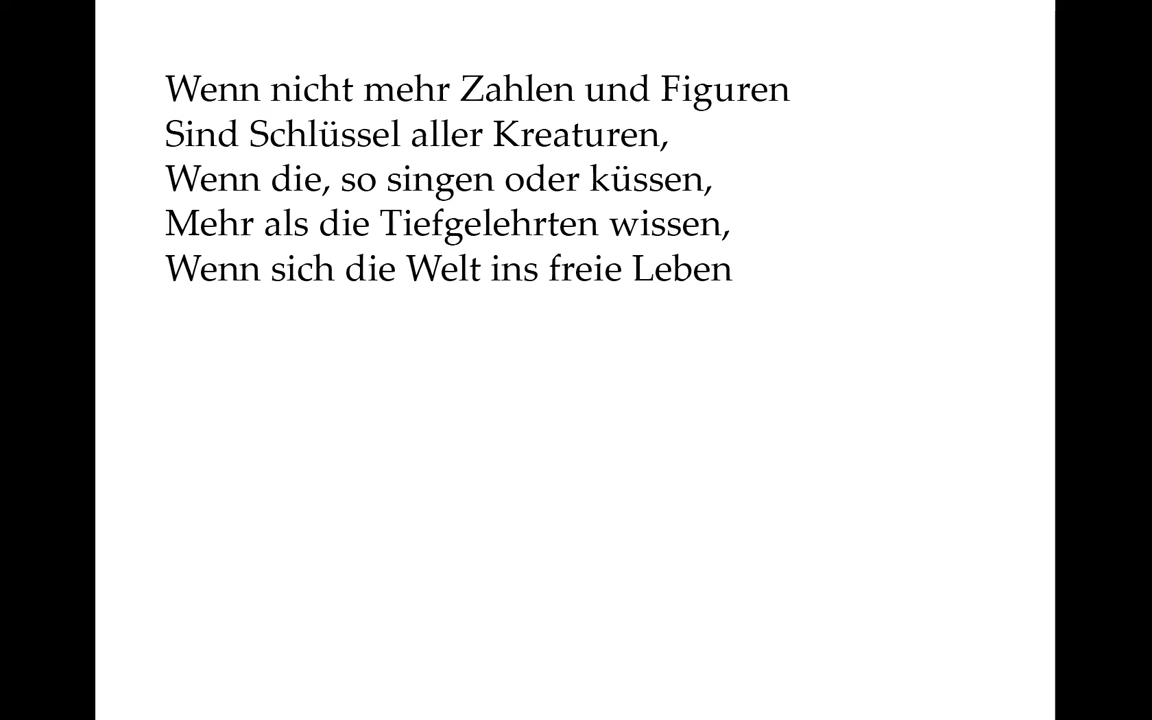 Wenn nicht mehr Zahlen und Figuren
Sind Schlüssel aller Kreaturen,
Wenn die, so singen oder küssen,
Mehr als die Tiefgelehrten wissen,
Wenn sich die Welt ins freie Leben